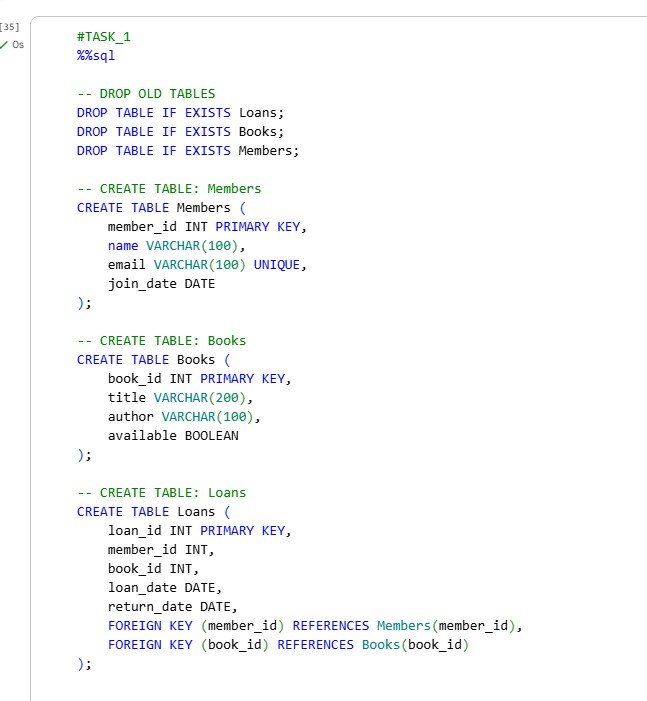 [35]
✓ 0s
#TASK_1
%%sql
-- DROP OLD TABLES
DROP TABLE IF EXISTS Loans;
DROP TABLE IF EXISTS Books;
DROP TABLE IF EXISTS Members;
-- CREATE TABLE: Members
CREATE TABLE Members (
    member_id INT PRIMARY KEY,
    name VARCHAR(100),
    email VARCHAR(100) UNIQUE,
    join_date DATE
);
-- CREATE TABLE: Books
CREATE TABLE Books (
    book_id INT PRIMARY KEY,
    title VARCHAR(200),
    author VARCHAR(100),
    available BOOLEAN
);
-- CREATE TABLE: Loans
CREATE TABLE Loans (
    loan_id INT PRIMARY KEY,
    member_id INT,
    book_id INT,
    loan_date DATE,
    return_date DATE,
    FOREIGN KEY (member_id) REFERENCES Members(member_id),
    FOREIGN KEY (book_id) REFERENCES Books(book_id)
);